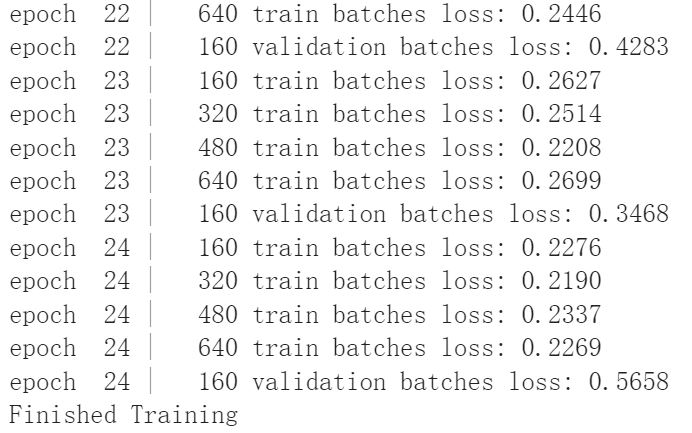 epoch  22 |   640 train batches loss: 0.2446
epoch  22 |   160 validation batches loss: 0.4283
epoch  23 |   160 train batches loss: 0.2627
epoch  23 |   320 train batches loss: 0.2514
epoch  23 |   480 train batches loss: 0.2208
epoch  23 |   640 train batches loss: 0.2699
epoch  23 |   160 validation batches loss: 0.3468
epoch  24 |   160 train batches loss: 0.2276
epoch  24 |   320 train batches loss: 0.2190
epoch  24 |   480 train batches loss: 0.2337
epoch  24 |   640 train batches loss: 0.2269
epoch  24 |   160 validation batches loss: 0.5658
Finished Training